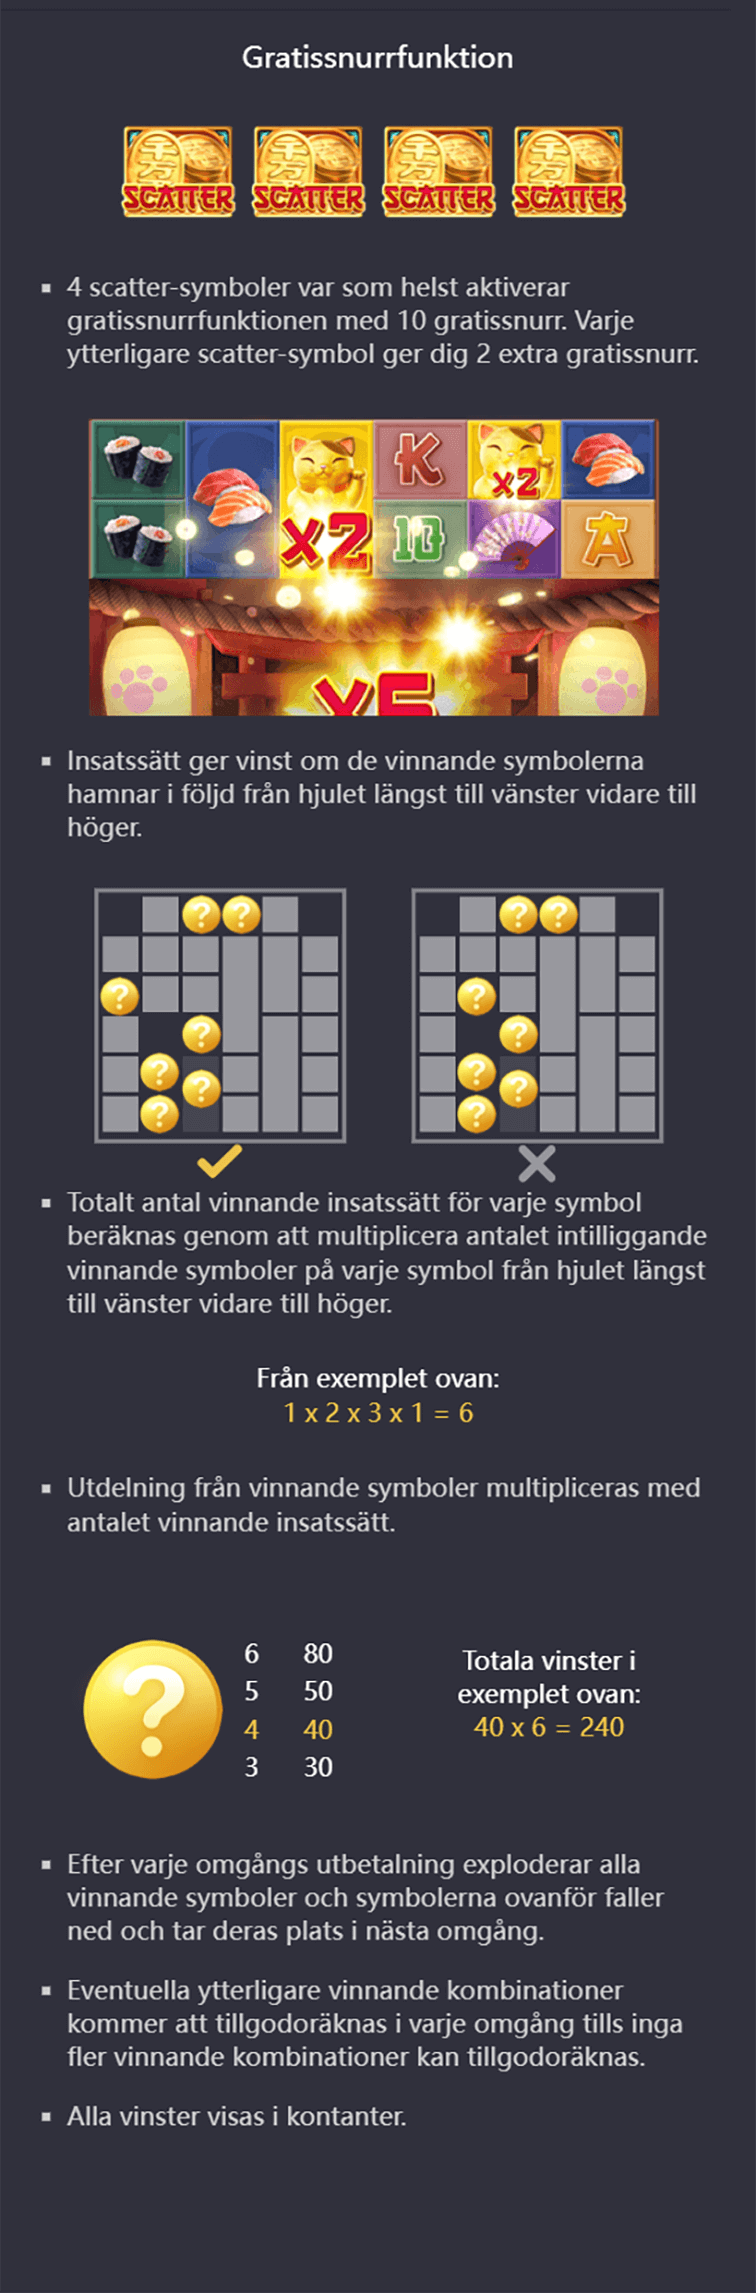 Gratissnurrfunktion
SCATTER SCATTER SCATTER SCATTER
▪ 4 scatter-symboler var som helst aktiverar
gratissnurrfunktionen med 10 gratissnurr. Varje
ytterligare scatter-symbol ger dig 2 extra gratissnurr.
K x2
x2 10 A
x5
▪ Insatssätt ger vinst om de vinnande symbolerna
hamnar i följd från hjulet längst till vänster vidare till
höger.
? ? ? ?
? ?
? ?
? ? ? ?
? ?
▪ Totalt antal vinnande insatssätt för varje symbol
beräknas genom att multiplicera antalet intilliggande
vinnande symboler på varje symbol från hjulet längst
till vänster vidare till höger.
Från exemplet ovan:
1 x 2 x 3 x 1 = 6
▪ Utdelning från vinnande symboler multipliceras med
antalet vinnande insatssätt.
?
6 80
5 50
4 40
3 30
Totala vinster i
exemplet ovan:
40 x 6 = 240
▪ Efter varje omgångs utbetalning exploderar alla
vinnande symboler och symbolerna ovanför faller
ned och tar deras plats i nästa omgång.
▪ Eventuella ytterligare vinnande kombinationer
kommer att tillgodoräknas i varje omgång tills inga
fler vinnande kombinationer kan tillgodoräknas.
▪ Alla vinster visas i kontanter.